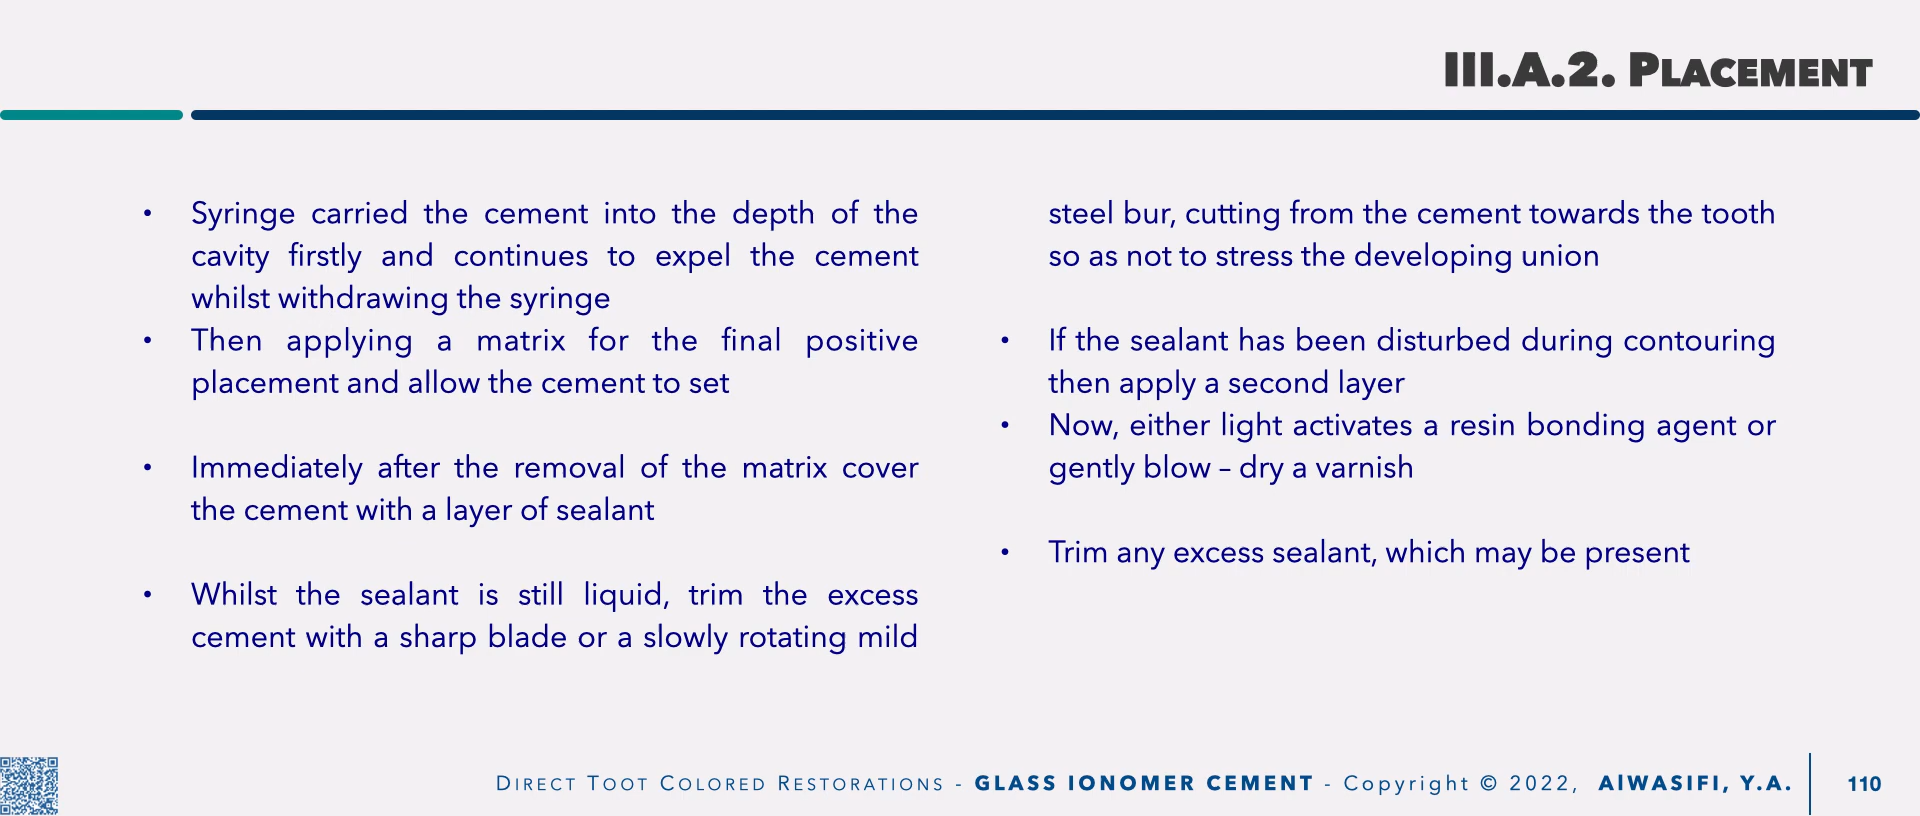 III.A.2. PLACEMENT
• Syringe carried the cement into the depth of the
cavity firstly and continues to expel the cement
whilst withdrawing the syringe
• Then applying a matrix for the final positive
placement and allow the cement to set
• Immediately after the removal of the matrix cover
the cement with a layer of sealant
• Whilst the sealant is still liquid, trim the excess
cement with a sharp blade or a slowly rotating mild
steel bur, cutting from the cement towards the tooth
so as not to stress the developing union
• If the sealant has been disturbed during contouring
then apply a second layer
• Now, either light activates a resin bonding agent or
gently blow – dry a varnish
• Trim any excess sealant, which may be present
DIRECT TOOT COLORED RESTORATIONS - GLASS IONOMER CEMENT - Copyright © 2022, AlWASIFI, Y.A. 110